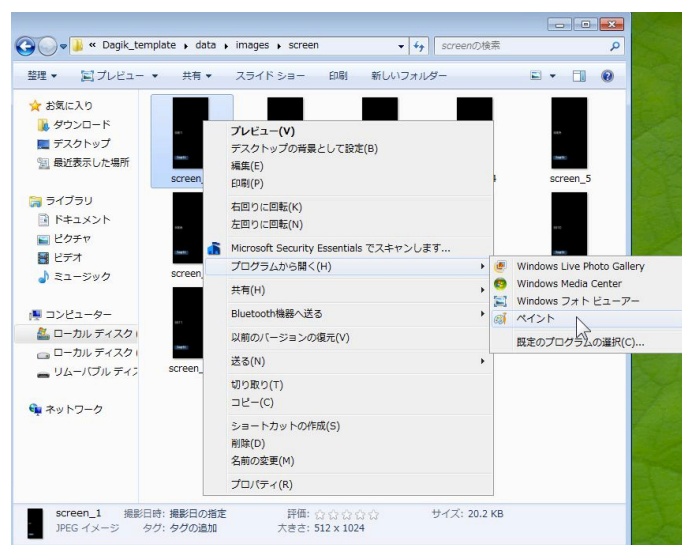 « Dagik_template ▸ data ▸ images ▸ screen
screenの検索
整理 ▼ プレビュー ▼ 共有 ▼ スライド ショー 印刷 新しいフォルダー
お気に入り
ダウンロード
デスクトップ
最近表示した場所
ライブラリ
ドキュメント
ピクチャ
ビデオ
ミュージック
コンピューター
ローカル ディスク
ローカル ディスク
リムーバブル ディス
ネットワーク
screen_
screen_5
screen_
screen_
プレビュー(V)
デスクトップの背景として設定(B)
編集(E)
印刷(P)
右回りに回転(K)
左回りに回転(N)
Microsoft Security Essentials でスキャンします...
プログラムから開く(H)
共有(H)
Bluetooth機器へ送る
以前のバージョンの復元(V)
送る(N)
切り取り(T)
コピー(C)
ショートカットの作成(S)
削除(D)
名前の変更(M)
プロパティ(R)
Windows Live Photo Gallery
Windows Media Center
Windows フォト ビューアー
ペイント
既定のプログラムの選択(C)...
screen_1 撮影日時: 撮影日の指定 評価: ☆☆☆☆☆ サイズ: 20.2 KB
JPEG イメージ タグ: タグの追加 大きさ: 512 x 1024